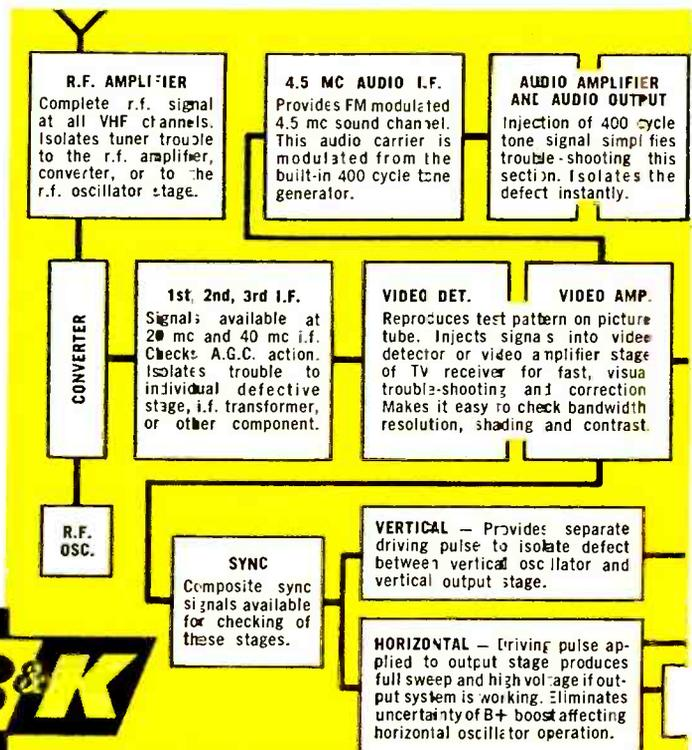 R.F. AMPLIFIER
Complete r.f. signal
at all VHF channels.
Isolates tuner trouble
to the r.f. amplifier,
converter, or to the
r.f. oscillator stage.
4.5 MC AUDIO I.F.
Provides FM modulated
4.5 mc sound channel.
This audio carrier is
modulated from the
built-in 400 cycle tone
generator.
AUDIO AMPLIFIER
AND AUDIO OUTPUT
Injection of 400 cycle
tone signal simplifies
trouble-shooting this
section. Isolates the
defect instantly.
CONVERTER
1st, 2nd, 3rd I.F.
Signals available at
20 mc and 40 mc i.f.
Checks A.G.C. action.
Isolates trouble to
individual defective
stage, i.f. transformer,
or other component.
VIDEO DET. VIDEO AMP.
Reproduces test pattern on picture
tube. Injects signals into video
detector or video amplifier stage
of TV receiver for fast, visua
trouble-shooting and correction
Makes it easy to check bandwidth
resolution, shading and contrast.
R.F.
OSC.
SYNC
Composite sync
signals available
for checking of
these stages.
VERTICAL — Provides separate
driving pulse to isolate defect
between vertical oscillator and
vertical output stage.
HORIZONTAL — Driving pulse ap-
plied to output stage produces
full sweep and high voltage if out-
put system is working. Eliminates
uncertainty of B+ boost affecting
horizontal oscillator operation.
B&K